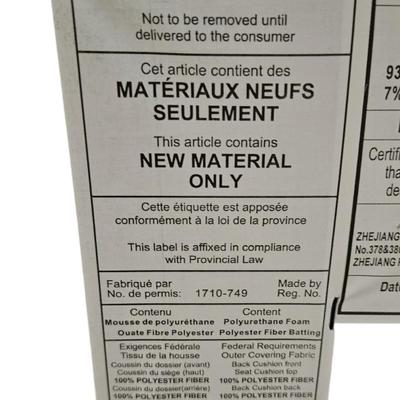 Not to be removed until
delivered to the consumer
Cet article contient des
MATÉRIAUX NEUFS
SEULEMENT
This article contains
NEW MATERIAL
ONLY
Cette étiquette est apposée
conformément à la loi de la province
This label is affixed in compliance
with Provincial Law
Fabriqué par Made by
No. de permis: 1710-749 Reg. No.
Contenu Content
Mousse de polyuréthane Polyurethane Foam
Ouate Fibre Polyester Polyester Fiber Batting
Exigences Fédérale Federal Requirements
Tissu de la housse Outer Covering Fabric
Coussin du dossier (avant) Back Cushion front
Coussin du siège (haut) Seat Cushion top
100% POLYESTER FIBER 100% POLYESTER FIBER
Coussin du dossier(arrière) Back Cushion back
100% POLYESTER FIBER 100% POLYESTER FIBER
93
7%
Certifi
tha
de
ZHEJIANG
No.378&38
ZHEJIANG
Date